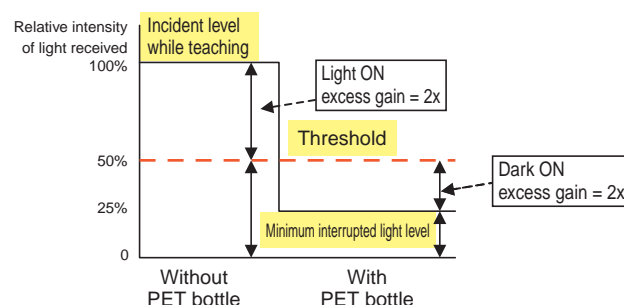 Relative intensity
of light received
Incident level
while teaching
100%
Light ON
excess gain = 2x
Threshold
50%
Dark ON
excess gain = 2x
25%
Minimum interrupted light level
0
Without
PET bottle
With
PET bottle